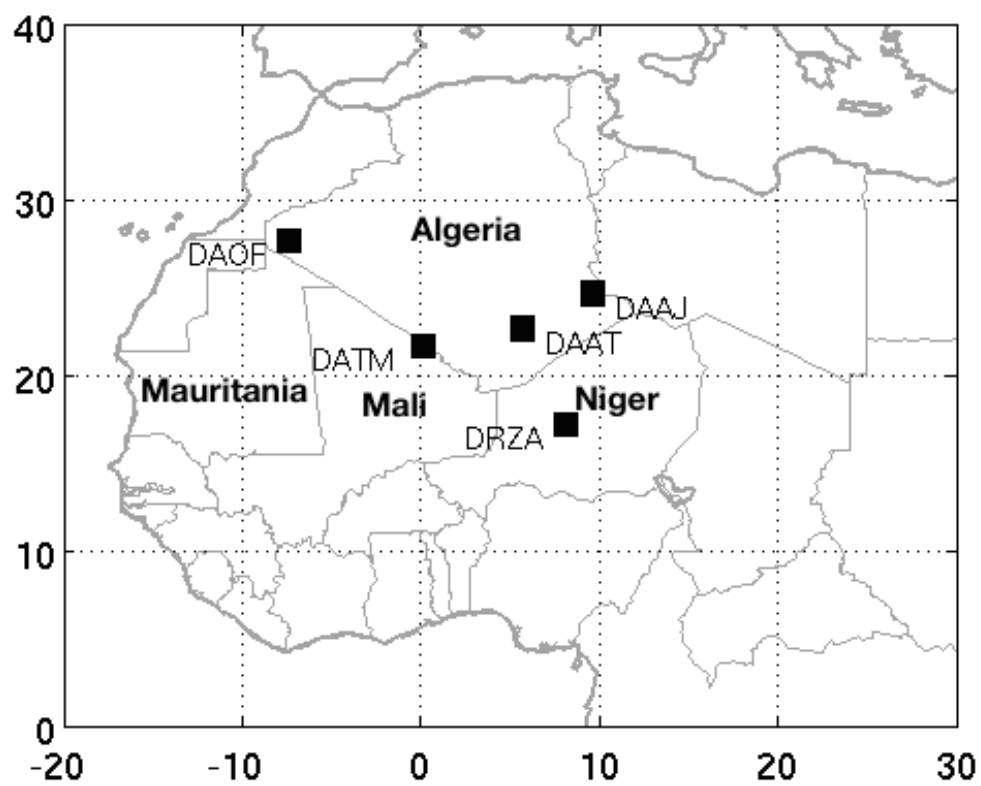 40
30
Algeria
DAOF
DAAJ
DAAT
DATM
20
Mauritania
Mali
Niger
DRZA
10
0
-20
-10
0
10
20
30